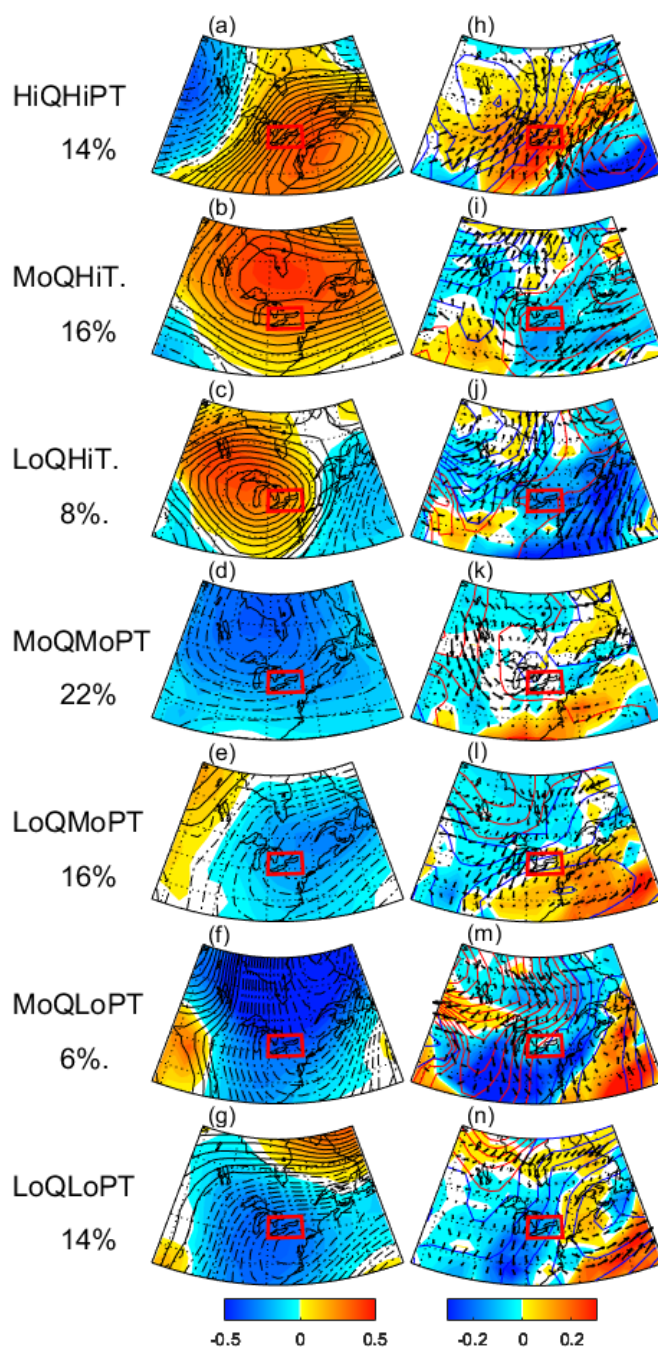 (a) (h)
HiQHiPT
14%
(b) (i)
MoQHiT.
16%
(c) (j)
LoQHiT.
8%.
(d) (k)
MoQMoPT
22%
(e) (l)
LoQMoPT
16%
(f) (m)
MoQLoPT
6%.
(g) (n)
LoQLoPT
14%
-0.5 0 0.5 -0.2 0 0.2